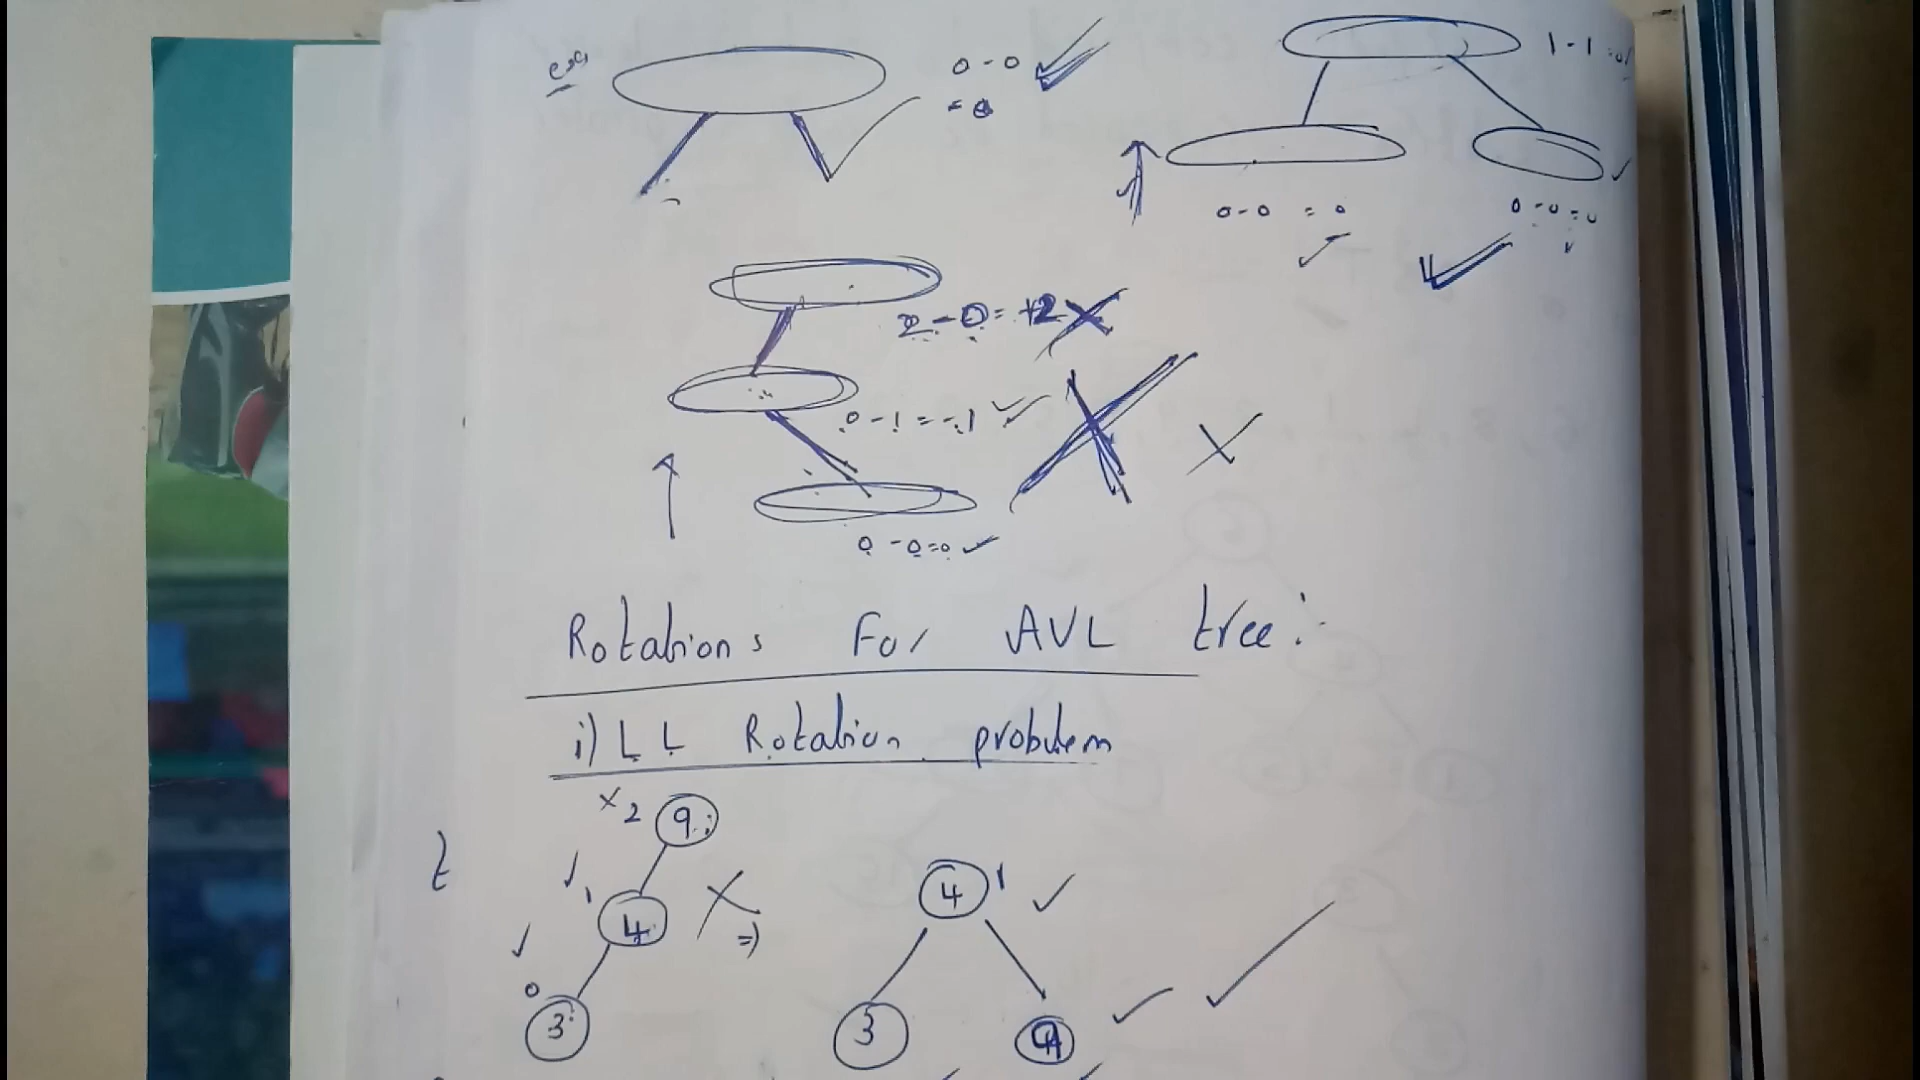 0 - 0
= 0
1 - 1 = 0
0 - 0 = 0
0 - 0 = 0
2 - 0 = +2
0 - 1 = -1
0 - 0 = 0
Rotations For AVL tree :-
i) LL Rotation probulem
x 2 9
t
1 4 =)
0 3
4 1
3 9